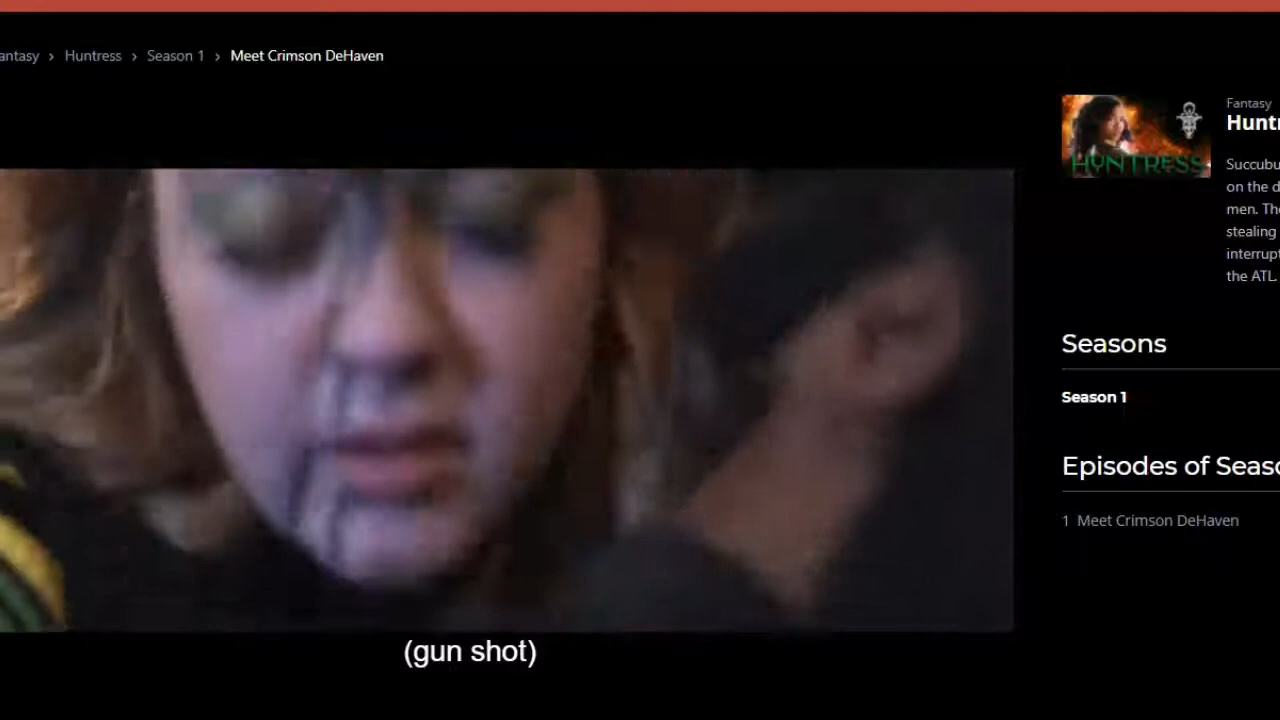 antasy › Huntress › Season 1 › Meet Crimson DeHaven
HUNTRESS
Fantasy
Huntr
Succubu
on the d
men. The
stealing
interrupt
the ATL.
Seasons
Season 1
Episodes of Seaso
1 Meet Crimson DeHaven
(gun shot)